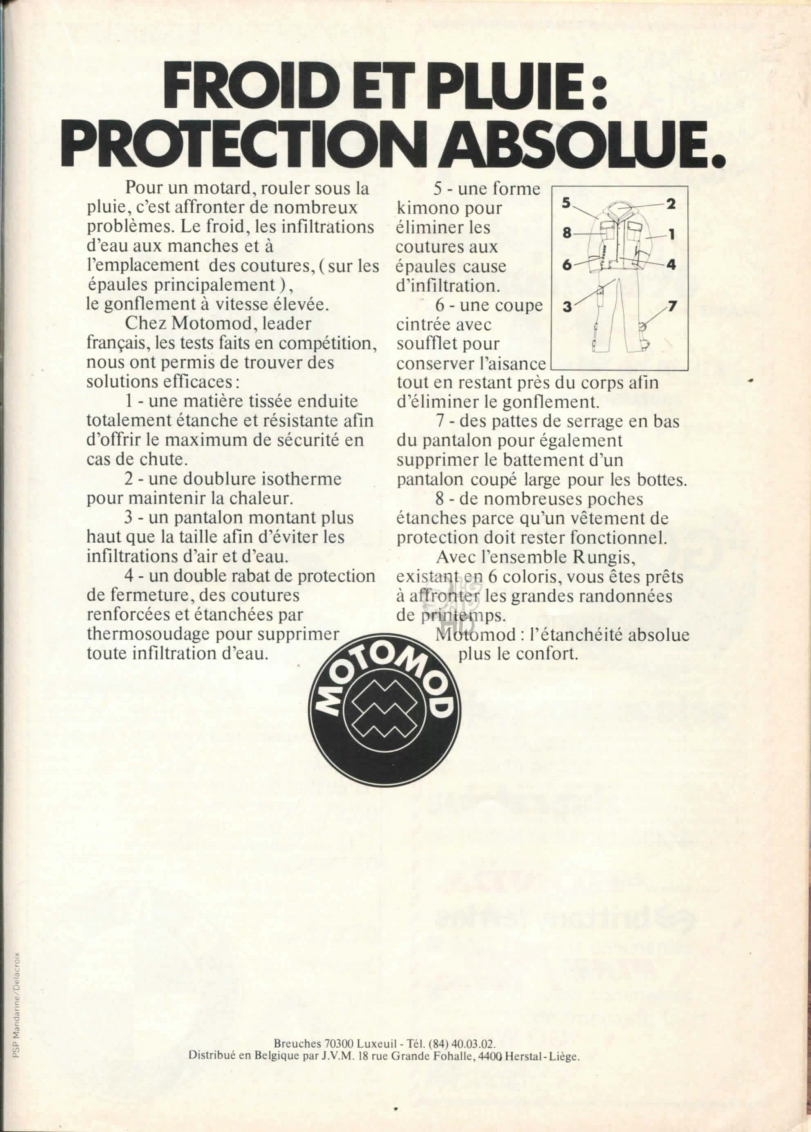 FROID ET PLUIE :
PROTECTION ABSOLUE.
Pour un motard, rouler sous la
pluie, c'est affronter de nombreux
problèmes. Le froid, les infiltrations
d'eau aux manches et à
l'emplacement des coutures, ( sur les
épaules principalement ),
le gonflement à vitesse élevée.
Chez Motomod, leader
français, les tests faits en compétition,
nous ont permis de trouver des
solutions efficaces :
1 - une matière tissée enduite
totalement étanche et résistante afin
d'offrir le maximum de sécurité en
cas de chute.
2 - une doublure isotherme
pour maintenir la chaleur.
3 - un pantalon montant plus
haut que la taille afin d'éviter les
infiltrations d'air et d'eau.
4 - un double rabat de protection
de fermeture, des coutures
renforcées et étanchées par
thermosoudage pour supprimer
toute infiltration d'eau.
5 - une forme
kimono pour
éliminer les
coutures aux
épaules cause
d'infiltration.
6 - une coupe
cintrée avec
soufflet pour
conserver l'aisance
tout en restant près du corps afin
d'éliminer le gonflement.
7 - des pattes de serrage en bas
du pantalon pour également
supprimer le battement d'un
pantalon coupé large pour les bottes.
8 - de nombreuses poches
étanches parce qu'un vêtement de
protection doit rester fonctionnel.
Avec l'ensemble Rungis,
existant en 6 coloris, vous êtes prêts
à affronter les grandes randonnées
de printemps.
Motomod : l'étanchéité absolue
plus le confort.
5 2
8 1
6 4
3 7
MOTOMOD
PSP Mandarine/Delacroix
Breuches 70300 Luxeuil - Tél. (84) 40.03.02.
Distribué en Belgique par J.V.M. 18 rue Grande Fohalle, 4400 Herstal - Liège.